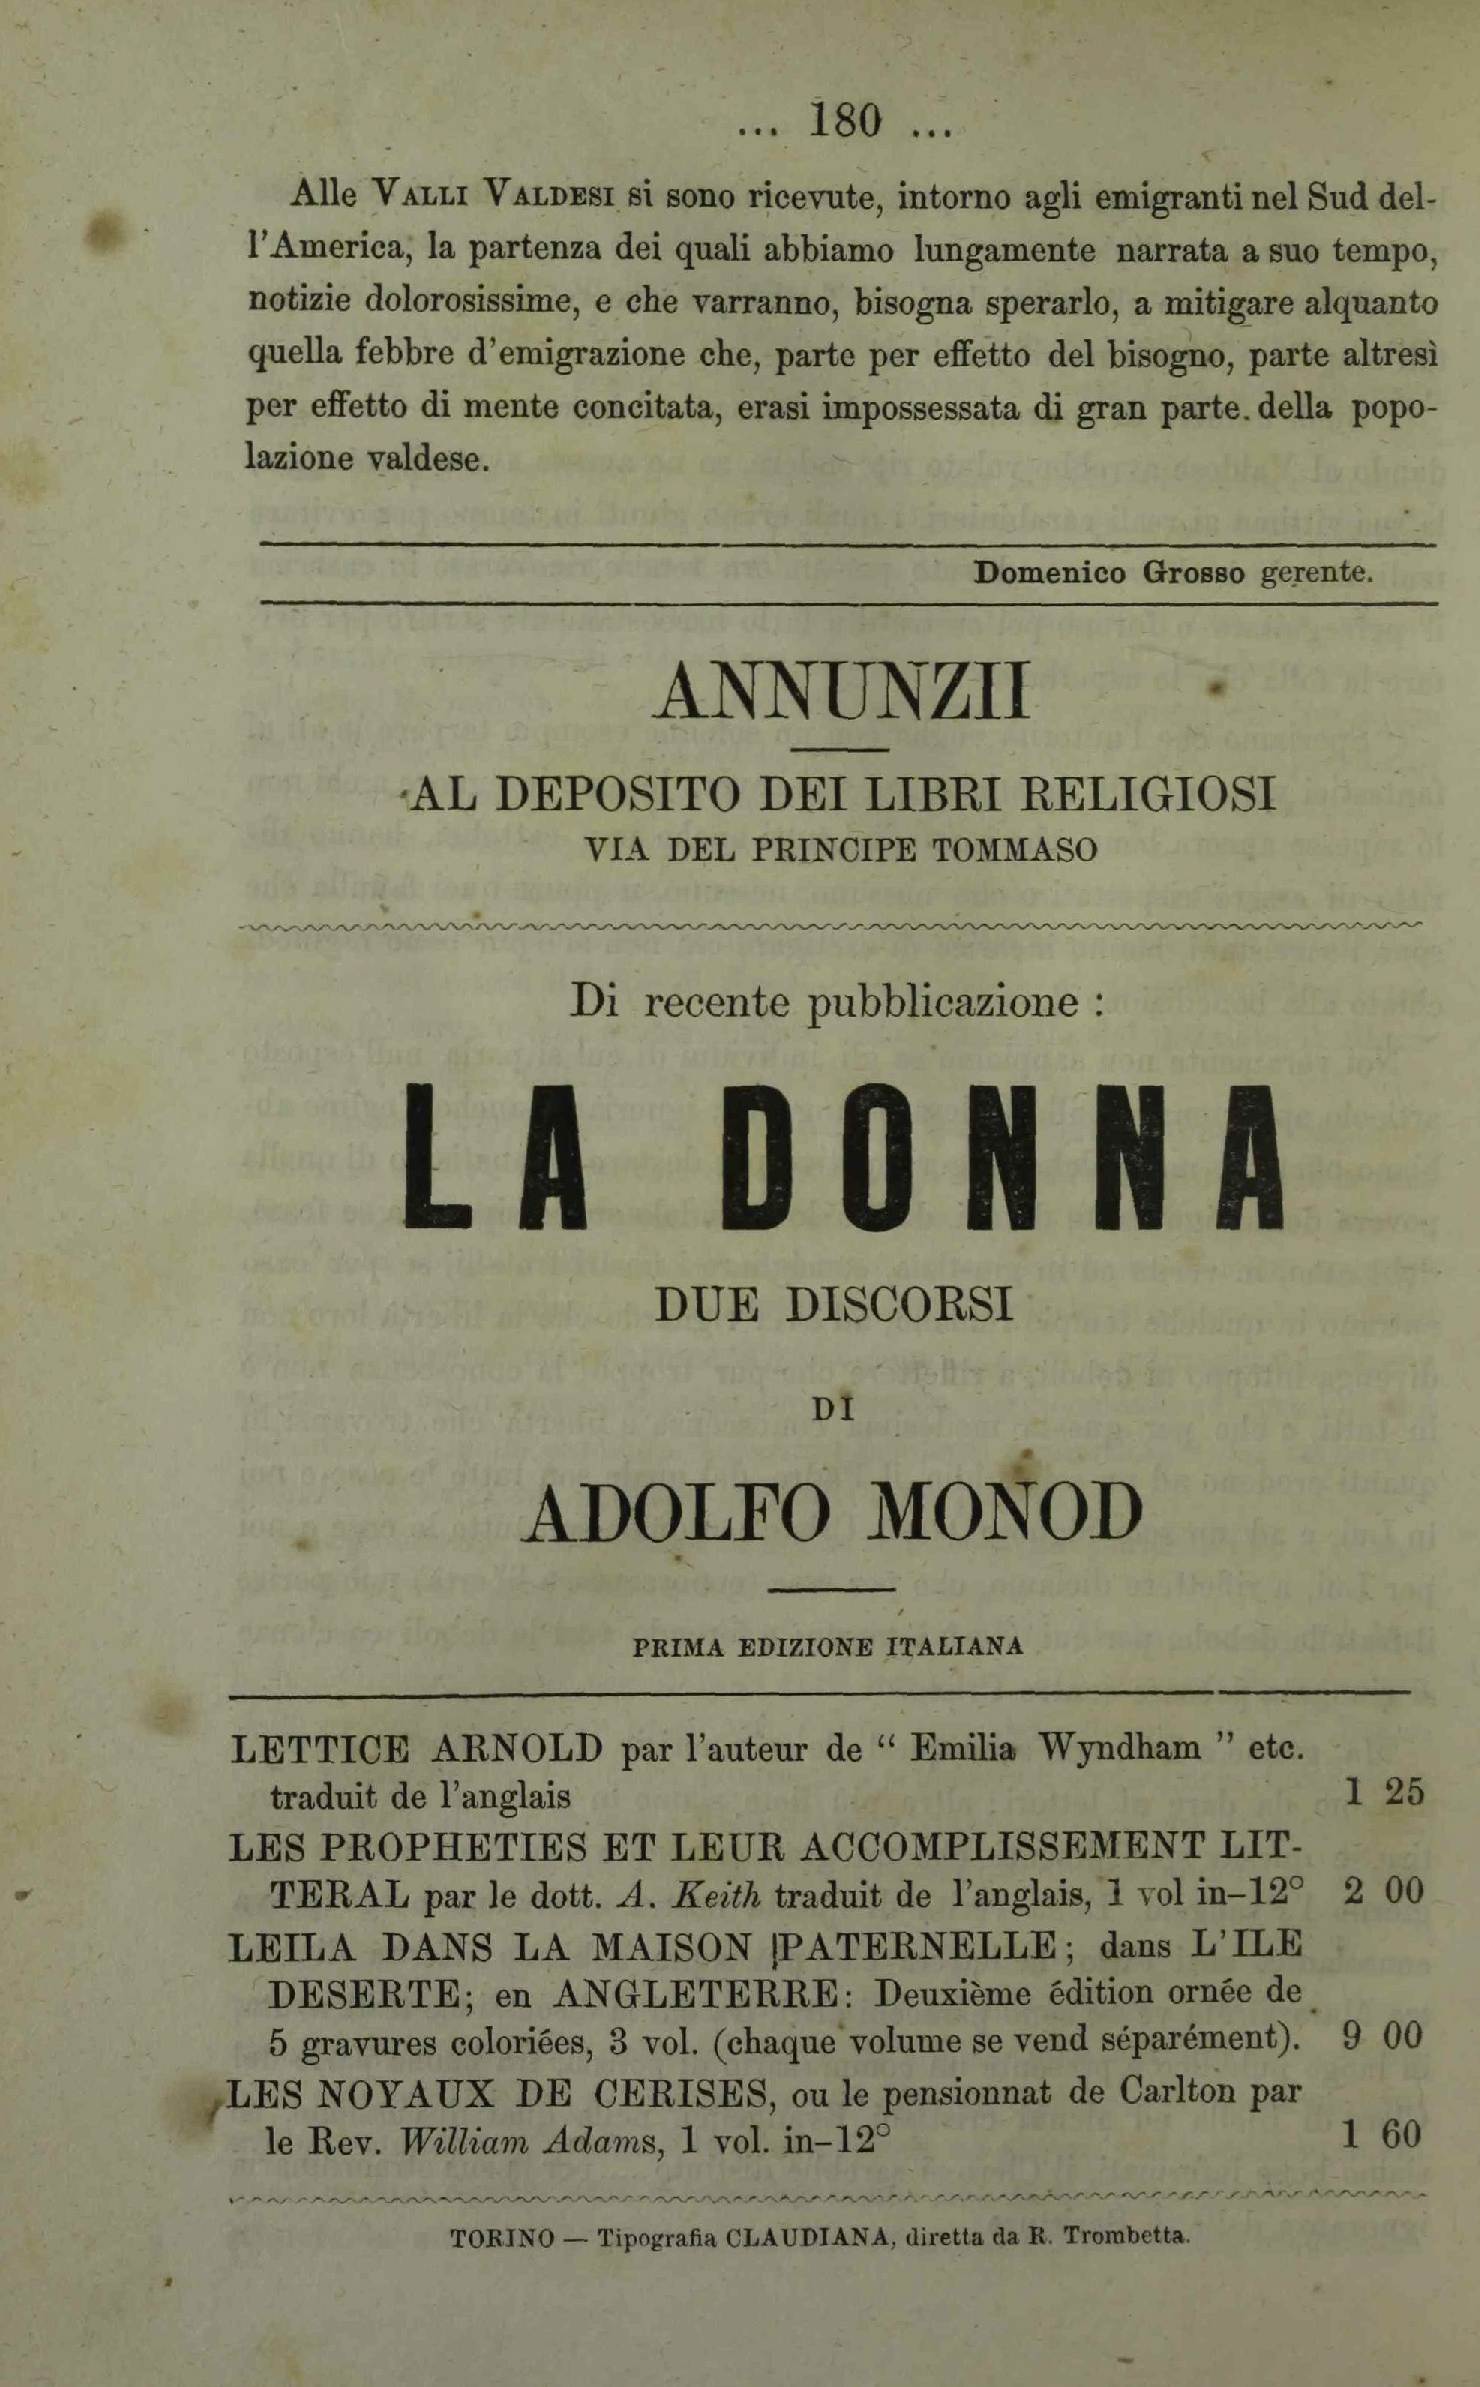 ... 180 ...
Alle VALLI VALDESI si sono ricevute, intorno agli emigranti nel Sud del-
l'America, la partenza dei quali abbiamo lungamente narrata a suo tempo,
notizie dolorosissime, e che varranno, bisogna sperarlo, a mitigare alquanto
quella febbre d'emigrazione che, parte per effetto del bisogno, parte altresì
per effetto di mente concitata, erasi impossessata di gran parte della popo-
lazione valdese.
Domenico Grosso gerente.
ANNUNZII
AL DEPOSITO DEI LIBRI RELIGIOSI
VIA DEL PRINCIPE TOMMASO
Di recente pubblicazione :
LA DONNA
DUE DISCORSI
DI
ADOLFO MONOD
PRIMA EDIZIONE ITALIANA
LETTICE ARNOLD par l'auteur de “ Emilia Wyndham ” etc.
traduit de l'anglais 1 25
LES PROPHETIES ET LEUR ACCOMPLISSEMENT LIT-
TERAL par le dott. A. Keith traduit de l'anglais, 1 vol in-12° 2 00
LEILA DANS LA MAISON PATERNELLE; dans L'ILE
DESERTE; en ANGLETERRE: Deuxième édition ornée de
5 gravures coloriées, 3 vol. (chaque volume se vend séparément). 9 00
LES NOYAUX DE CERISES, ou le pensionnat de Carlton par
le Rev. William Adams, 1 vol. in-12° 1 60
TORINO — Tipografia CLAUDIANA, diretta da R. Trombetta.